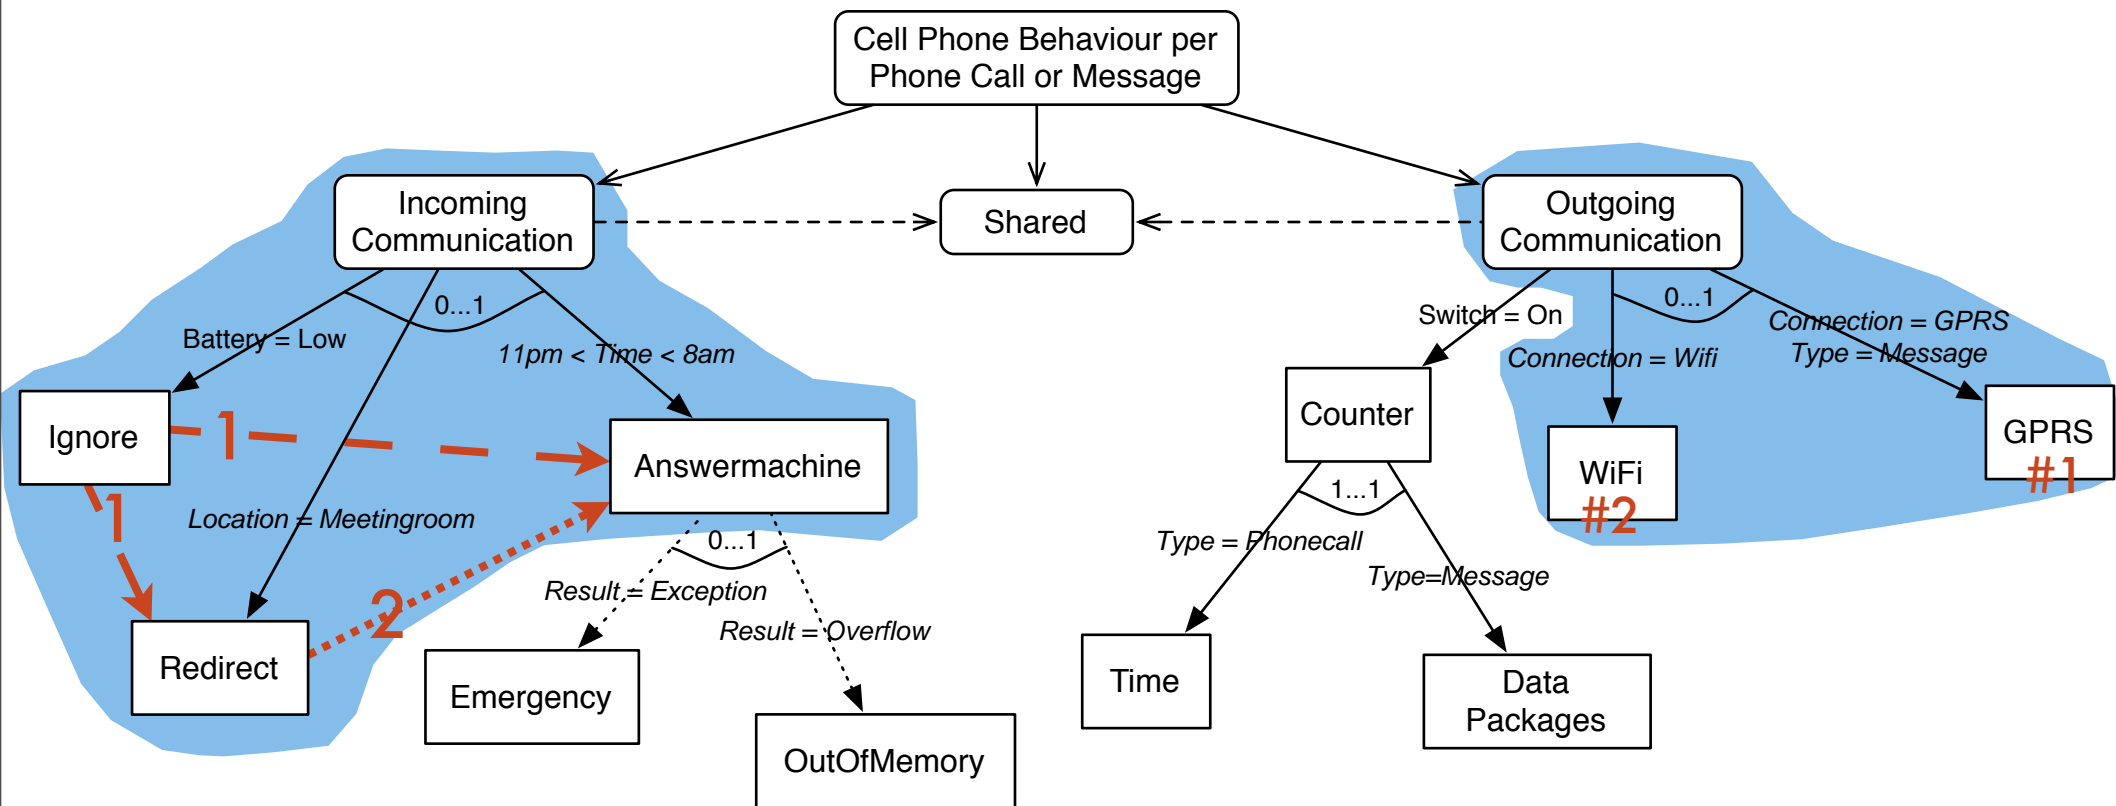 Cell Phone Behaviour per
Phone Call or Message
Incoming
Communication
Shared
Outgoing
Communication
0...1
0...1
Battery = Low
11pm < Time < 8am
Switch = On
Connection = Wifi
Connection = GPRS
Type = Message
Ignore
1
Answermachine
Counter
WiFi
#2
GPRS
#1
1
Location = Meetingroom
0...1
1...1
Result = Exception
Result = Overflow
Type = Phonecall
Type=Message
2
Redirect
Emergency
OutOfMemory
Time
Data
Packages